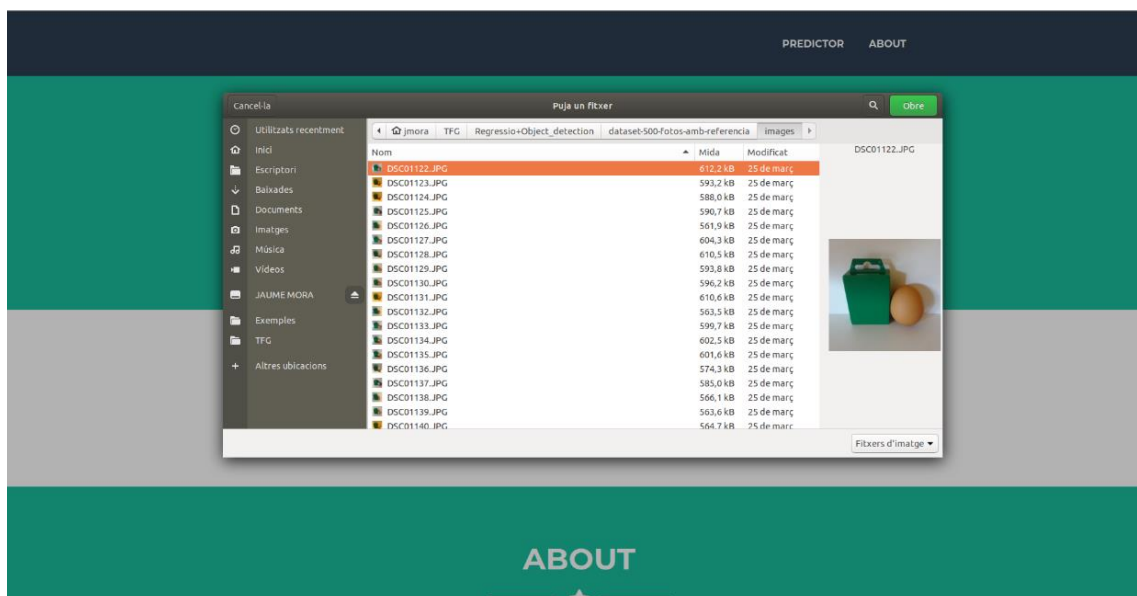 PREDICTOR ABOUT
Cancel·la Puja un fitxer Obre
Utilitzats recentment
Inici
Escriptori
Baixades
Documents
Imatges
Música
Vídeos
JAUME MORA
Exemples
TFG
Altres ubicacions
jmora TFG Regressio+Object_detection dataset-500-fotos-amb-referencia images
Nom Mida Modificat
DSC01122.JPG 612,2 kB 25 de març
DSC01123.JPG 593,2 kB 25 de març
DSC01124.JPG 588,0 kB 25 de març
DSC01125.JPG 590,7 kB 25 de març
DSC01126.JPG 561,9 kB 25 de març
DSC01127.JPG 604,3 kB 25 de març
DSC01128.JPG 610,5 kB 25 de març
DSC01129.JPG 593,8 kB 25 de març
DSC01130.JPG 596,2 kB 25 de març
DSC01131.JPG 610,6 kB 25 de març
DSC01132.JPG 563,5 kB 25 de març
DSC01133.JPG 599,7 kB 25 de març
DSC01134.JPG 602,5 kB 25 de març
DSC01135.JPG 601,6 kB 25 de març
DSC01136.JPG 574,3 kB 25 de març
DSC01137.JPG 585,0 kB 25 de març
DSC01138.JPG 566,1 kB 25 de març
DSC01139.JPG 563,6 kB 25 de març
DSC01140.JPG 564,7 kB 25 de març
DSC01122.JPG
Fitxers d'imatge
ABOUT